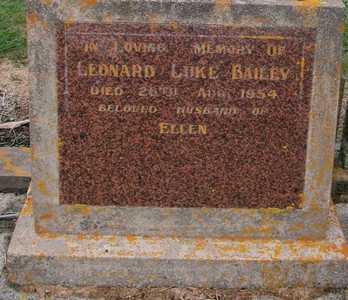 IN LOVING MEMORY OF
LEONARD LUKE BAILEY
DIED 26TH AUG. 1954
BELOVED HUSBAND OF
ELLEN